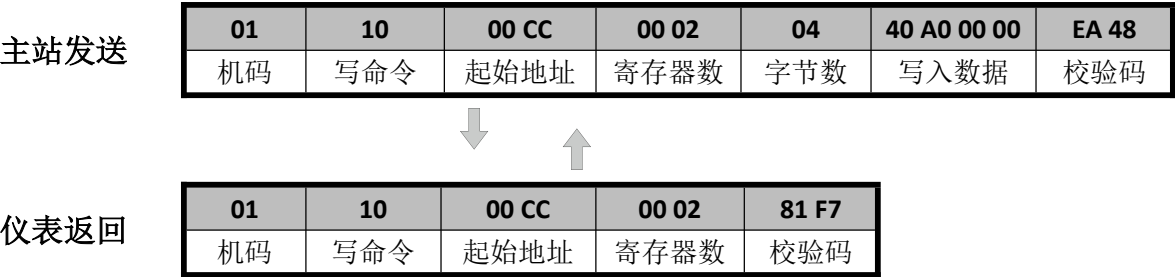 主站发送
01 10 00 CC 00 02 04 40 A0 00 00 EA 48
机码 写命令 起始地址 寄存器数 字节数 写入数据 校验码
仪表返回
01 10 00 CC 00 02 81 F7
机码 写命令 起始地址 寄存器数 校验码